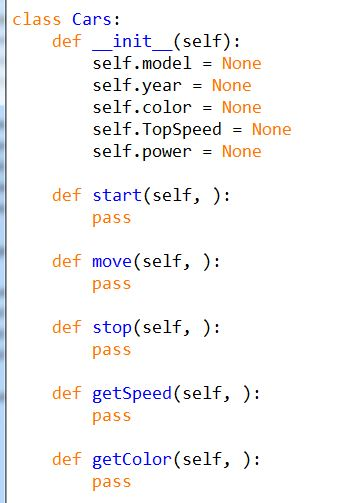 class Cars:
    def __init__(self):
        self.model = None
        self.year = None
        self.color = None
        self.TopSpeed = None
        self.power = None

    def start(self, ):
        pass

    def move(self, ):
        pass

    def stop(self, ):
        pass

    def getSpeed(self, ):
        pass

    def getColor(self, ):
        pass